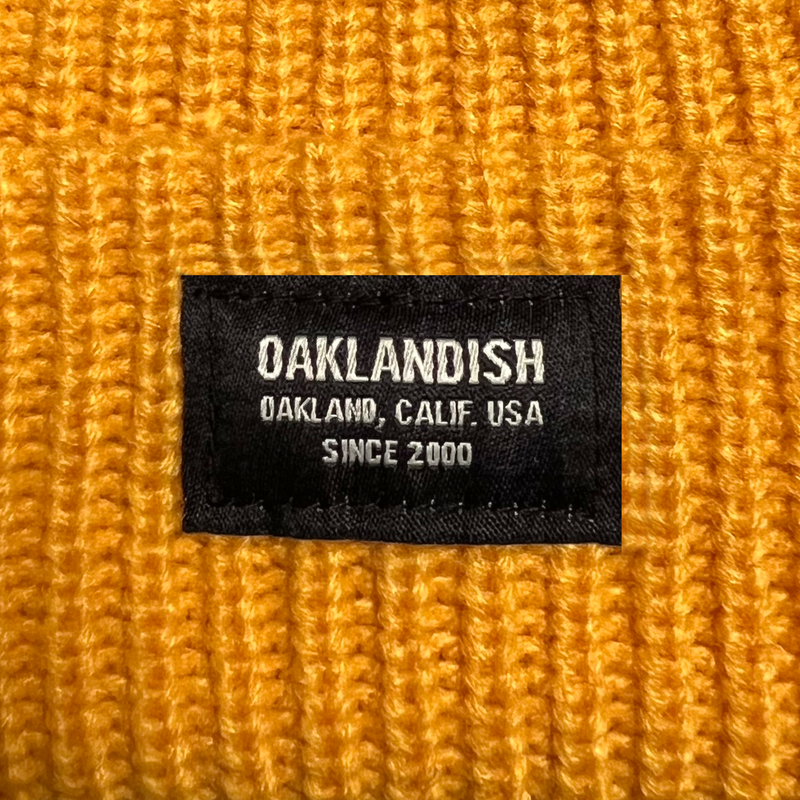 OAKLANDISH
OAKLAND, CALIF. USA
SINCE 2000